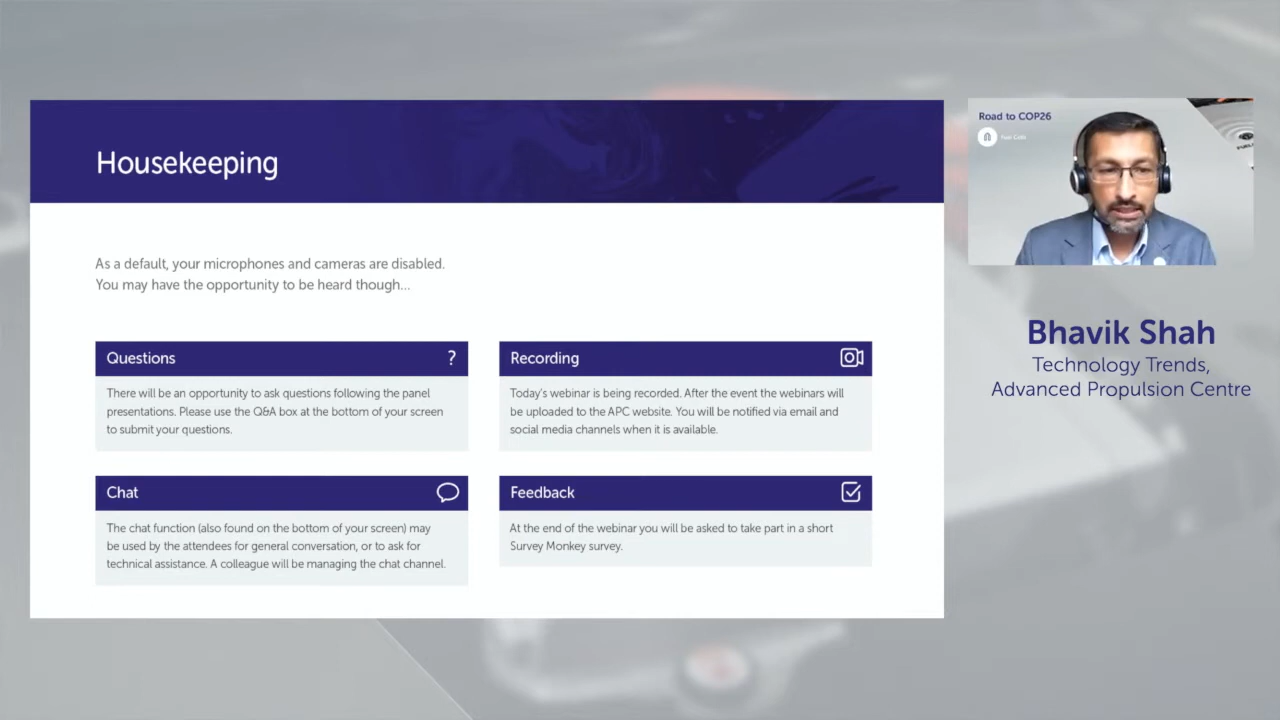 Housekeeping
As a default, your microphones and cameras are disabled.
You may have the opportunity to be heard though...
Questions ?
There will be an opportunity to ask questions following the panel
presentations. Please use the Q&A box at the bottom of your screen
to submit your questions.
Recording
Today's webinar is being recorded. After the event the webinars will
be uploaded to the APC website. You will be notified via email and
social media channels when it is available.
Chat
The chat function (also found on the bottom of your screen) may
be used by the attendees for general conversation, or to ask for
technical assistance. A colleague will be managing the chat channel.
Feedback
At the end of the webinar you will be asked to take part in a short
Survey Monkey survey.
Road to COP26
Fuel Cells
Bhavik Shah
Technology Trends,
Advanced Propulsion Centre